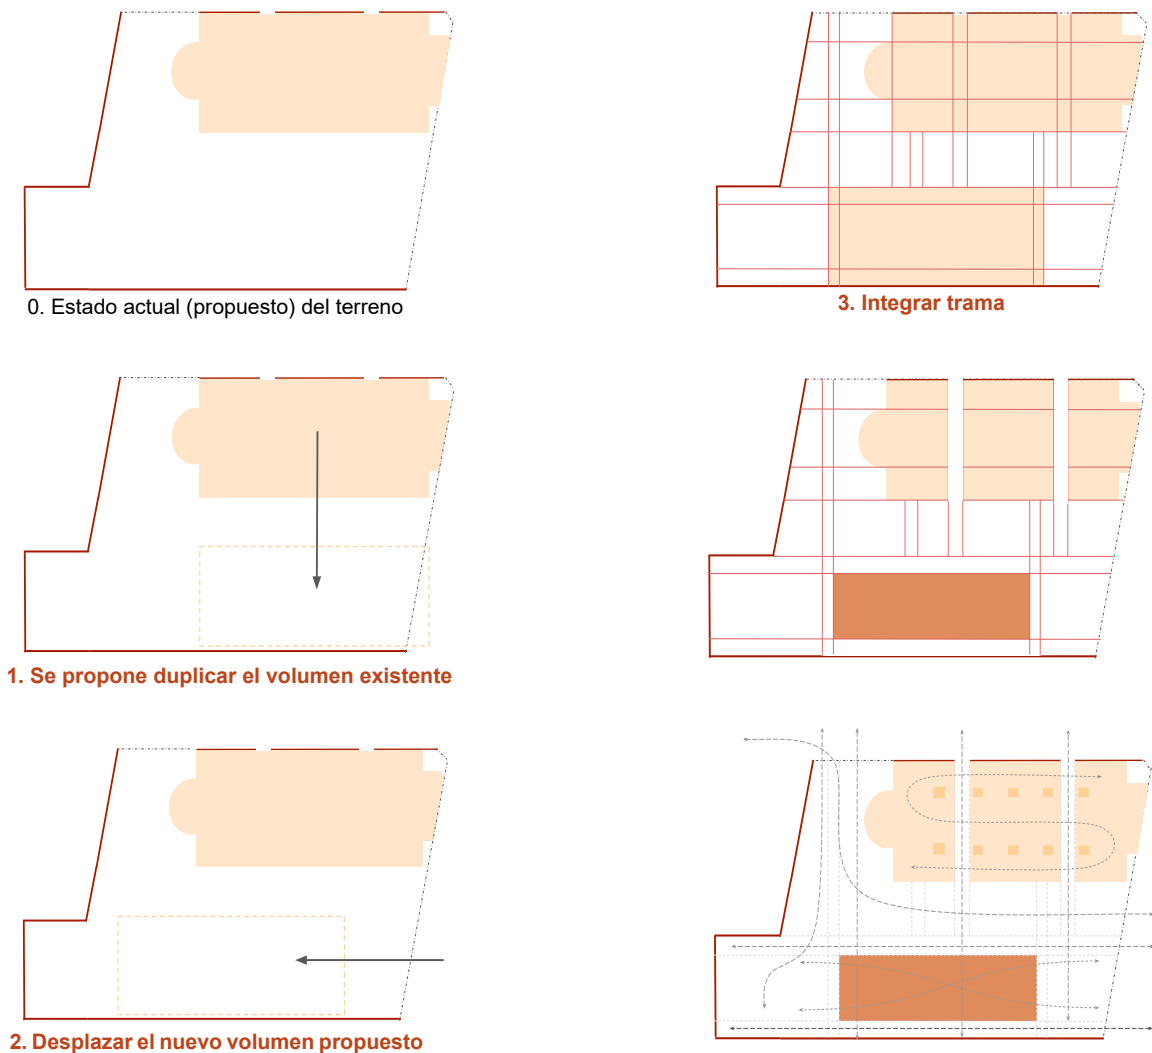 0. Estado actual (propuesto) del terreno
1. Se propone duplicar el volumen existente
2. Desplazar el nuevo volumen propuesto
3. Integrar trama